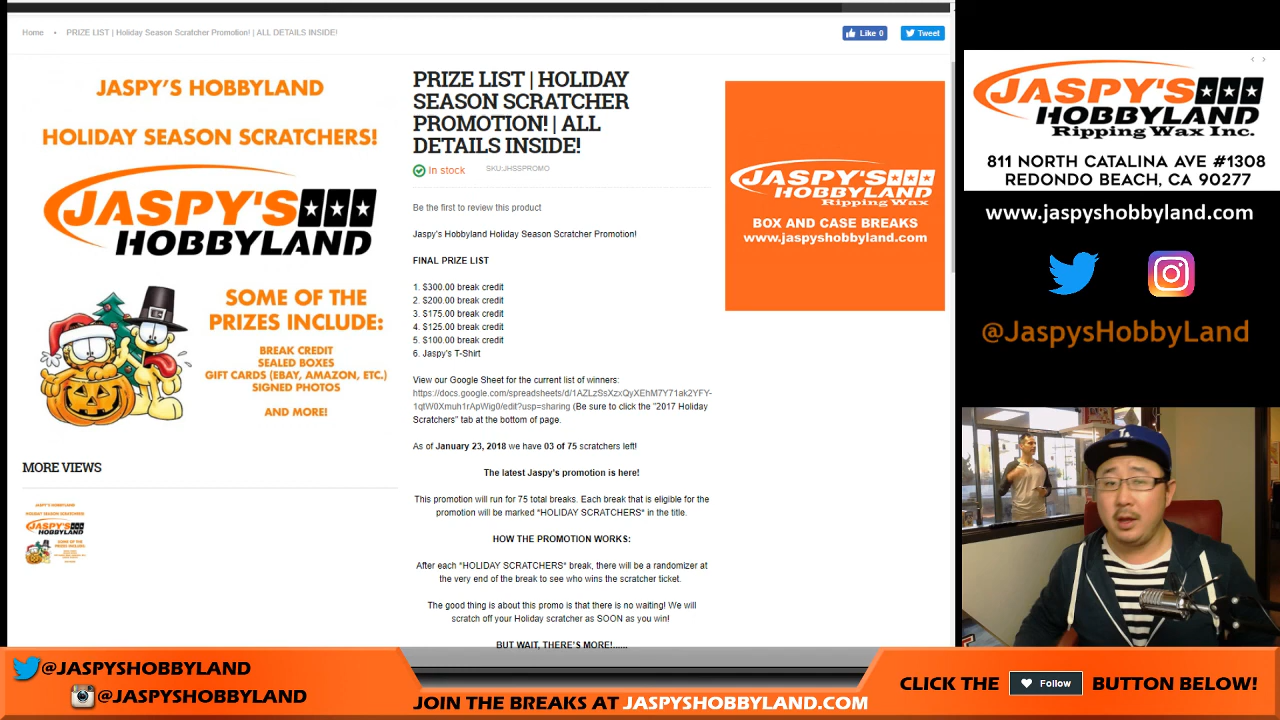 Home • PRIZE LIST | Holiday Season Scratcher Promotion! | ALL DETAILS INSIDE!
Like 0
Tweet
JASPY'S HOBBYLAND
HOLIDAY SEASON SCRATCHERS!
JASPY'S
HOBBYLAND
SOME OF THE
PRIZES INCLUDE:
BREAK CREDIT
SEALED BOXES
GIFT CARDS (EBAY, AMAZON, ETC.)
SIGNED PHOTOS
AND MORE!
MORE VIEWS
PRIZE LIST | HOLIDAY
SEASON SCRATCHER
PROMOTION! | ALL
DETAILS INSIDE!
In stock
SKU:JHSSPROMO
Be the first to review this product
Jaspy's Hobbyland Holiday Season Scratcher Promotion!
FINAL PRIZE LIST
1. $300.00 break credit
2. $200.00 break credit
3. $175.00 break credit
4. $125.00 break credit
5. $100.00 break credit
6. Jaspy's T-Shirt
View our Google Sheet for the current list of winners:
https://docs.google.com/spreadsheets/d/1AZLzSsXzxQyXEhM7Y71ak2YFY-
1qtW0Xmuh1rApWig0/edit?usp=sharing (Be sure to click the "2017 Holiday
Scratchers" tab at the bottom of page.
As of January 23, 2018 we have 03 of 75 scratchers left!
The latest Jaspy's promotion is here!
This promotion will run for 75 total breaks. Each break that is eligible for the
promotion will be marked *HOLIDAY SCRATCHERS* in the title.
HOW THE PROMOTION WORKS:
After each *HOLIDAY SCRATCHERS* break, there will be a randomizer at
the very end of the break to see who wins the scratcher ticket.
The good thing is about this promo is that there is no waiting! We will
scratch off your Holiday scratcher as SOON as you win!
BUT WAIT, THERE'S MORE!......
JASPY'S
HOBBYLAND
Ripping Wax
BOX AND CASE BREAKS
www.jaspyshobbyland.com
JASPY'S
HOBBYLAND
Ripping Wax Inc.
811 NORTH CATALINA AVE #1308
REDONDO BEACH, CA 90277
www.jaspyshobbyland.com
@JaspysHobbyLand
@JASPYSHOBBYLAND
@JASPYSHOBBYLAND
JOIN THE BREAKS AT JASPYSHOBBYLAND.COM
CLICK THE Follow BUTTON BELOW!